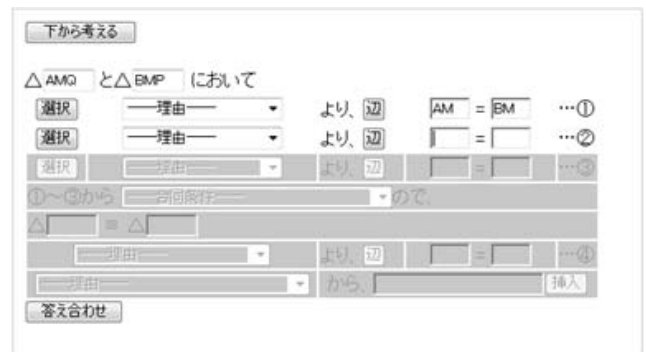 下から考える
△ AMQ と△ BMP において
選択 ――理由―― より、辺 AM = BM …①
選択 ――理由―― より、辺 = …②
選択 ――理由―― より、辺 = …③
①～③から ――合同条件―― ので、
△ ≡ △
――理由―― より、辺 = …④
――理由―― から、 挿入
答え合わせ